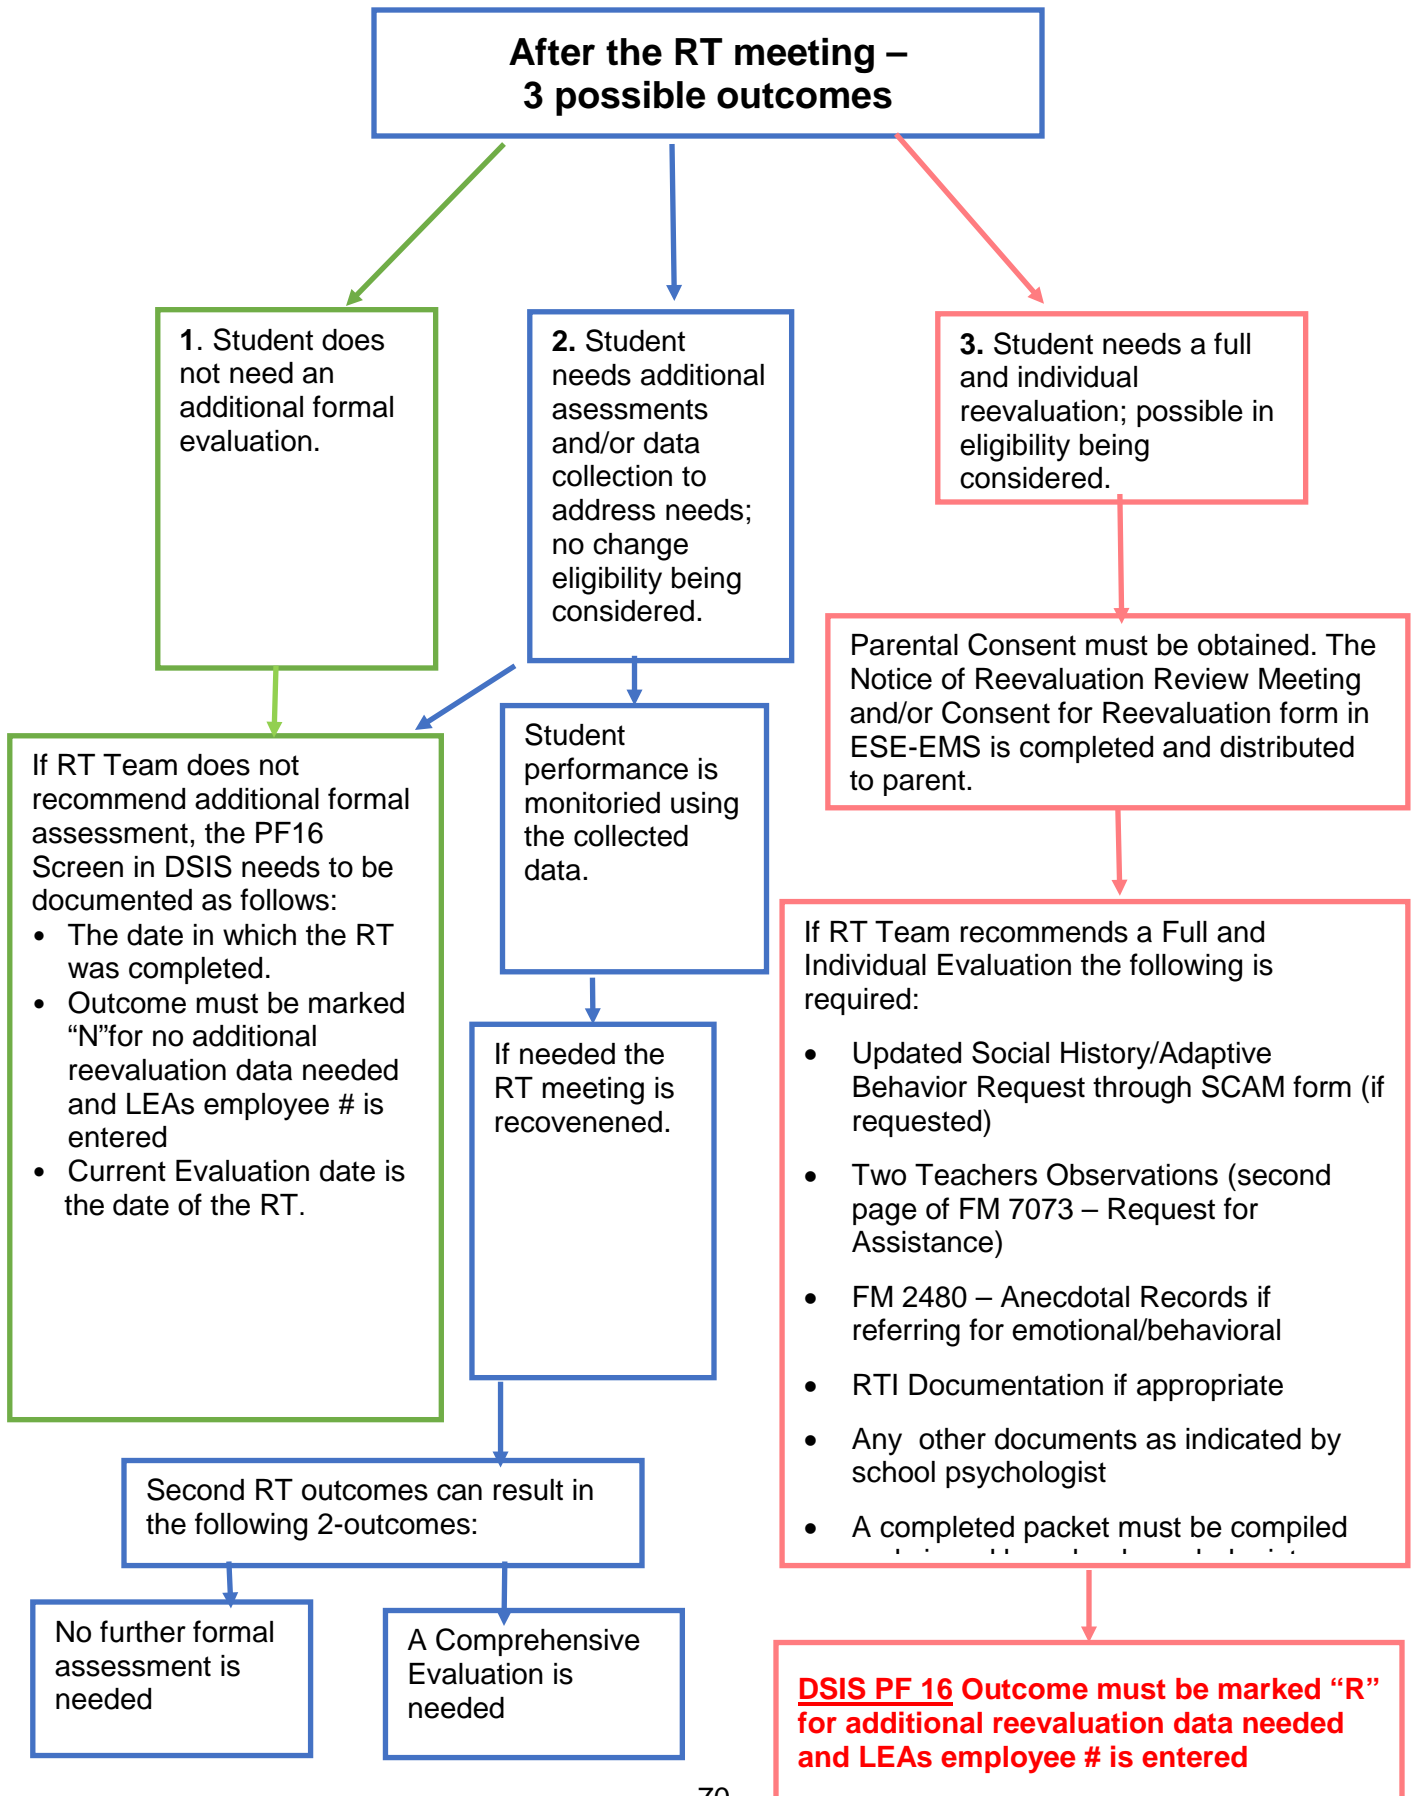 After the RT meeting –
3 possible outcomes
1. Student does
not need an
additional formal
evaluation.
2. Student
needs additional
asessments
and/or data
collection to
address needs;
no change
eligibility being
considered.
3. Student needs a full
and individual
reevaluation; possible in
eligibility being
considered.
Parental Consent must be obtained. The
Notice of Reevaluation Review Meeting
and/or Consent for Reevaluation form in
ESE-EMS is completed and distributed
to parent.
If RT Team does not
recommend additional formal
assessment, the PF16
Screen in DSIS needs to be
documented as follows:
• The date in which the RT
was completed.
• Outcome must be marked
“N”for no additional
reevaluation data needed
and LEAs employee # is
entered
• Current Evaluation date is
the date of the RT.
Student
performance is
monitoried using
the collected
data.
If needed the
RT meeting is
recovenened.
If RT Team recommends a Full and
Individual Evaluation the following is
required:
• Updated Social History/Adaptive
Behavior Request through SCAM form (if
requested)
• Two Teachers Observations (second
page of FM 7073 – Request for
Assistance)
• FM 2480 – Anecdotal Records if
referring for emotional/behavioral
• RTI Documentation if appropriate
• Any other documents as indicated by
school psychologist
• A completed packet must be compiled
Second RT outcomes can result in
the following 2-outcomes:
No further formal
assessment is
needed
A Comprehensive
Evaluation is
needed
DSIS PF 16 Outcome must be marked “R”
for additional reevaluation data needed
and LEAs employee # is entered